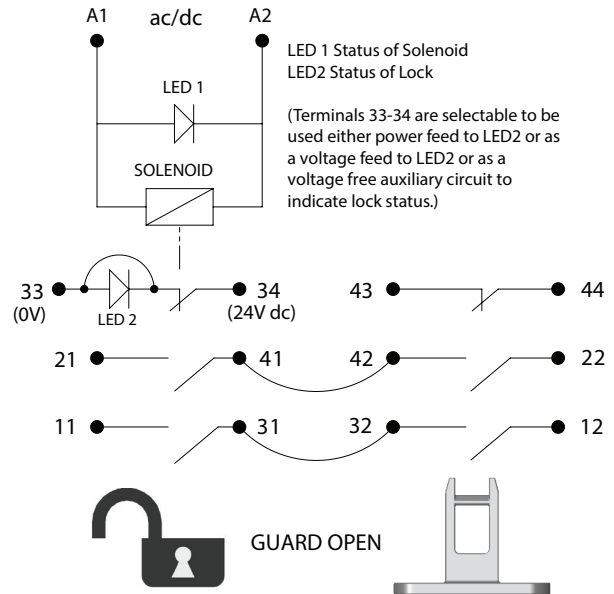 A1 ac/dc A2
LED 1 Status of Solenoid
LED2 Status of Lock
LED 1
(Terminals 33-34 are selectable to be
used either power feed to LED2 or as
a voltage feed to LED2 or as a
voltage free auxiliary circuit to
indicate lock status.)
SOLENOID
33 34 43 44
(0V) LED 2 (24V dc)
21 41 42 22
11 31 32 12
GUARD OPEN